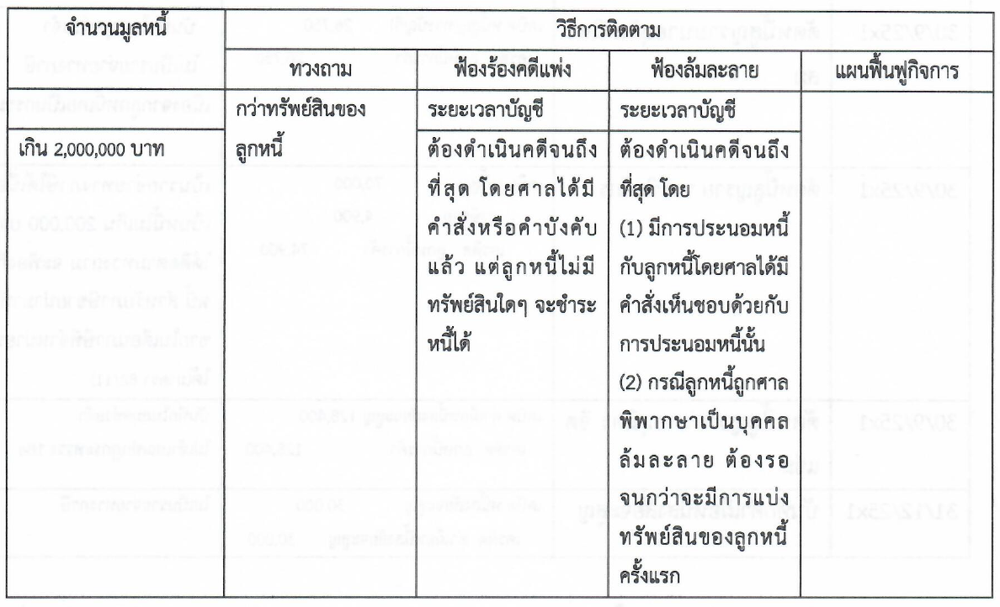 จำนวนมูลหนี้
วิธีการติดตาม
ทวงถาม
ฟ้องร้องคดีแพ่ง
ฟ้องล้มละลาย
แผนฟื้นฟูกิจการ
กว่าทรัพย์สินของ
ลูกหนี้
ระยะเวลาบัญชี
ระยะเวลาบัญชี
เกิน 2,000,000 บาท
ต้องดำเนินคดีจนถึง
ที่สุด โดยศาลได้มี
คำสั่งหรือคำบังคับ
แล้ว แต่ลูกหนี้ไม่มี
ทรัพย์สินใดๆ จะชำระ
หนี้ได้
ต้องดำเนินคดีจนถึง
ที่สุด โดย
(1) มีการประนอมหนี้
กับลูกหนี้โดยศาลได้มี
คำสั่งเห็นชอบด้วยกับ
การประนอมหนี้นั้น
(2) กรณีลูกหนี้ถูกศาล
พิพากษาเป็นบุคคล
ล้มละลาย ต้องรอ
จนกว่าจะมีการแบ่ง
ทรัพย์สินของลูกหนี้
ครั้งแรก